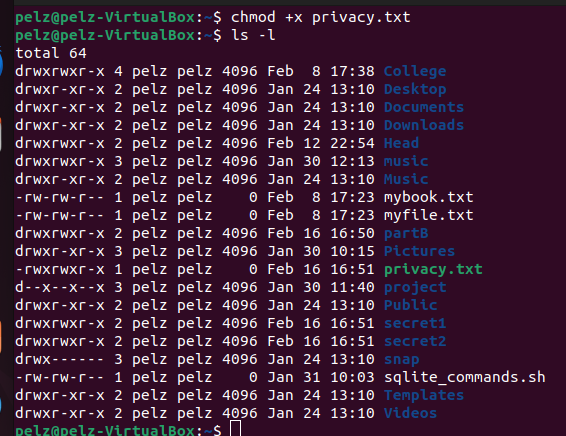 pelz@pelz-VirtualBox:~$ chmod +x privacy.txt
pelz@pelz-VirtualBox:~$ ls -l
total 64
drwxrwxr-x 4 pelz pelz 4096 Feb  8 17:38 College
drwxr-xr-x 2 pelz pelz 4096 Jan 24 13:10 Desktop
drwxr-xr-x 2 pelz pelz 4096 Jan 24 13:10 Documents
drwxr-xr-x 2 pelz pelz 4096 Jan 24 13:10 Downloads
drwxrwxr-x 2 pelz pelz 4096 Feb 12 22:54 Head
drwxrwxr-x 3 pelz pelz 4096 Jan 30 12:13 music
drwxr-xr-x 2 pelz pelz 4096 Jan 24 13:10 Music
-rw-rw-r-- 1 pelz pelz    0 Feb  8 17:23 mybook.txt
-rw-rw-r-- 1 pelz pelz    0 Feb  8 17:23 myfile.txt
drwxrwxr-x 2 pelz pelz 4096 Feb 16 16:50 partB
drwxr-xr-x 3 pelz pelz 4096 Jan 30 10:15 Pictures
-rwxrwxr-x 1 pelz pelz    0 Feb 16 16:51 privacy.txt
d--x--x--x 3 pelz pelz 4096 Jan 30 11:40 project
drwxr-xr-x 2 pelz pelz 4096 Jan 24 13:10 Public
drwxrwxr-x 2 pelz pelz 4096 Feb 16 16:51 secret1
drwxrwxr-x 2 pelz pelz 4096 Feb 16 16:51 secret2
drwx------ 3 pelz pelz 4096 Jan 24 13:10 snap
-rw-rw-r-- 1 pelz pelz    0 Jan 31 10:03 sqlite_commands.sh
drwxr-xr-x 2 pelz pelz 4096 Jan 24 13:10 Templates
drwxr-xr-x 2 pelz pelz 4096 Jan 24 13:10 Videos
pelz@pelz-VirtualBox:~$